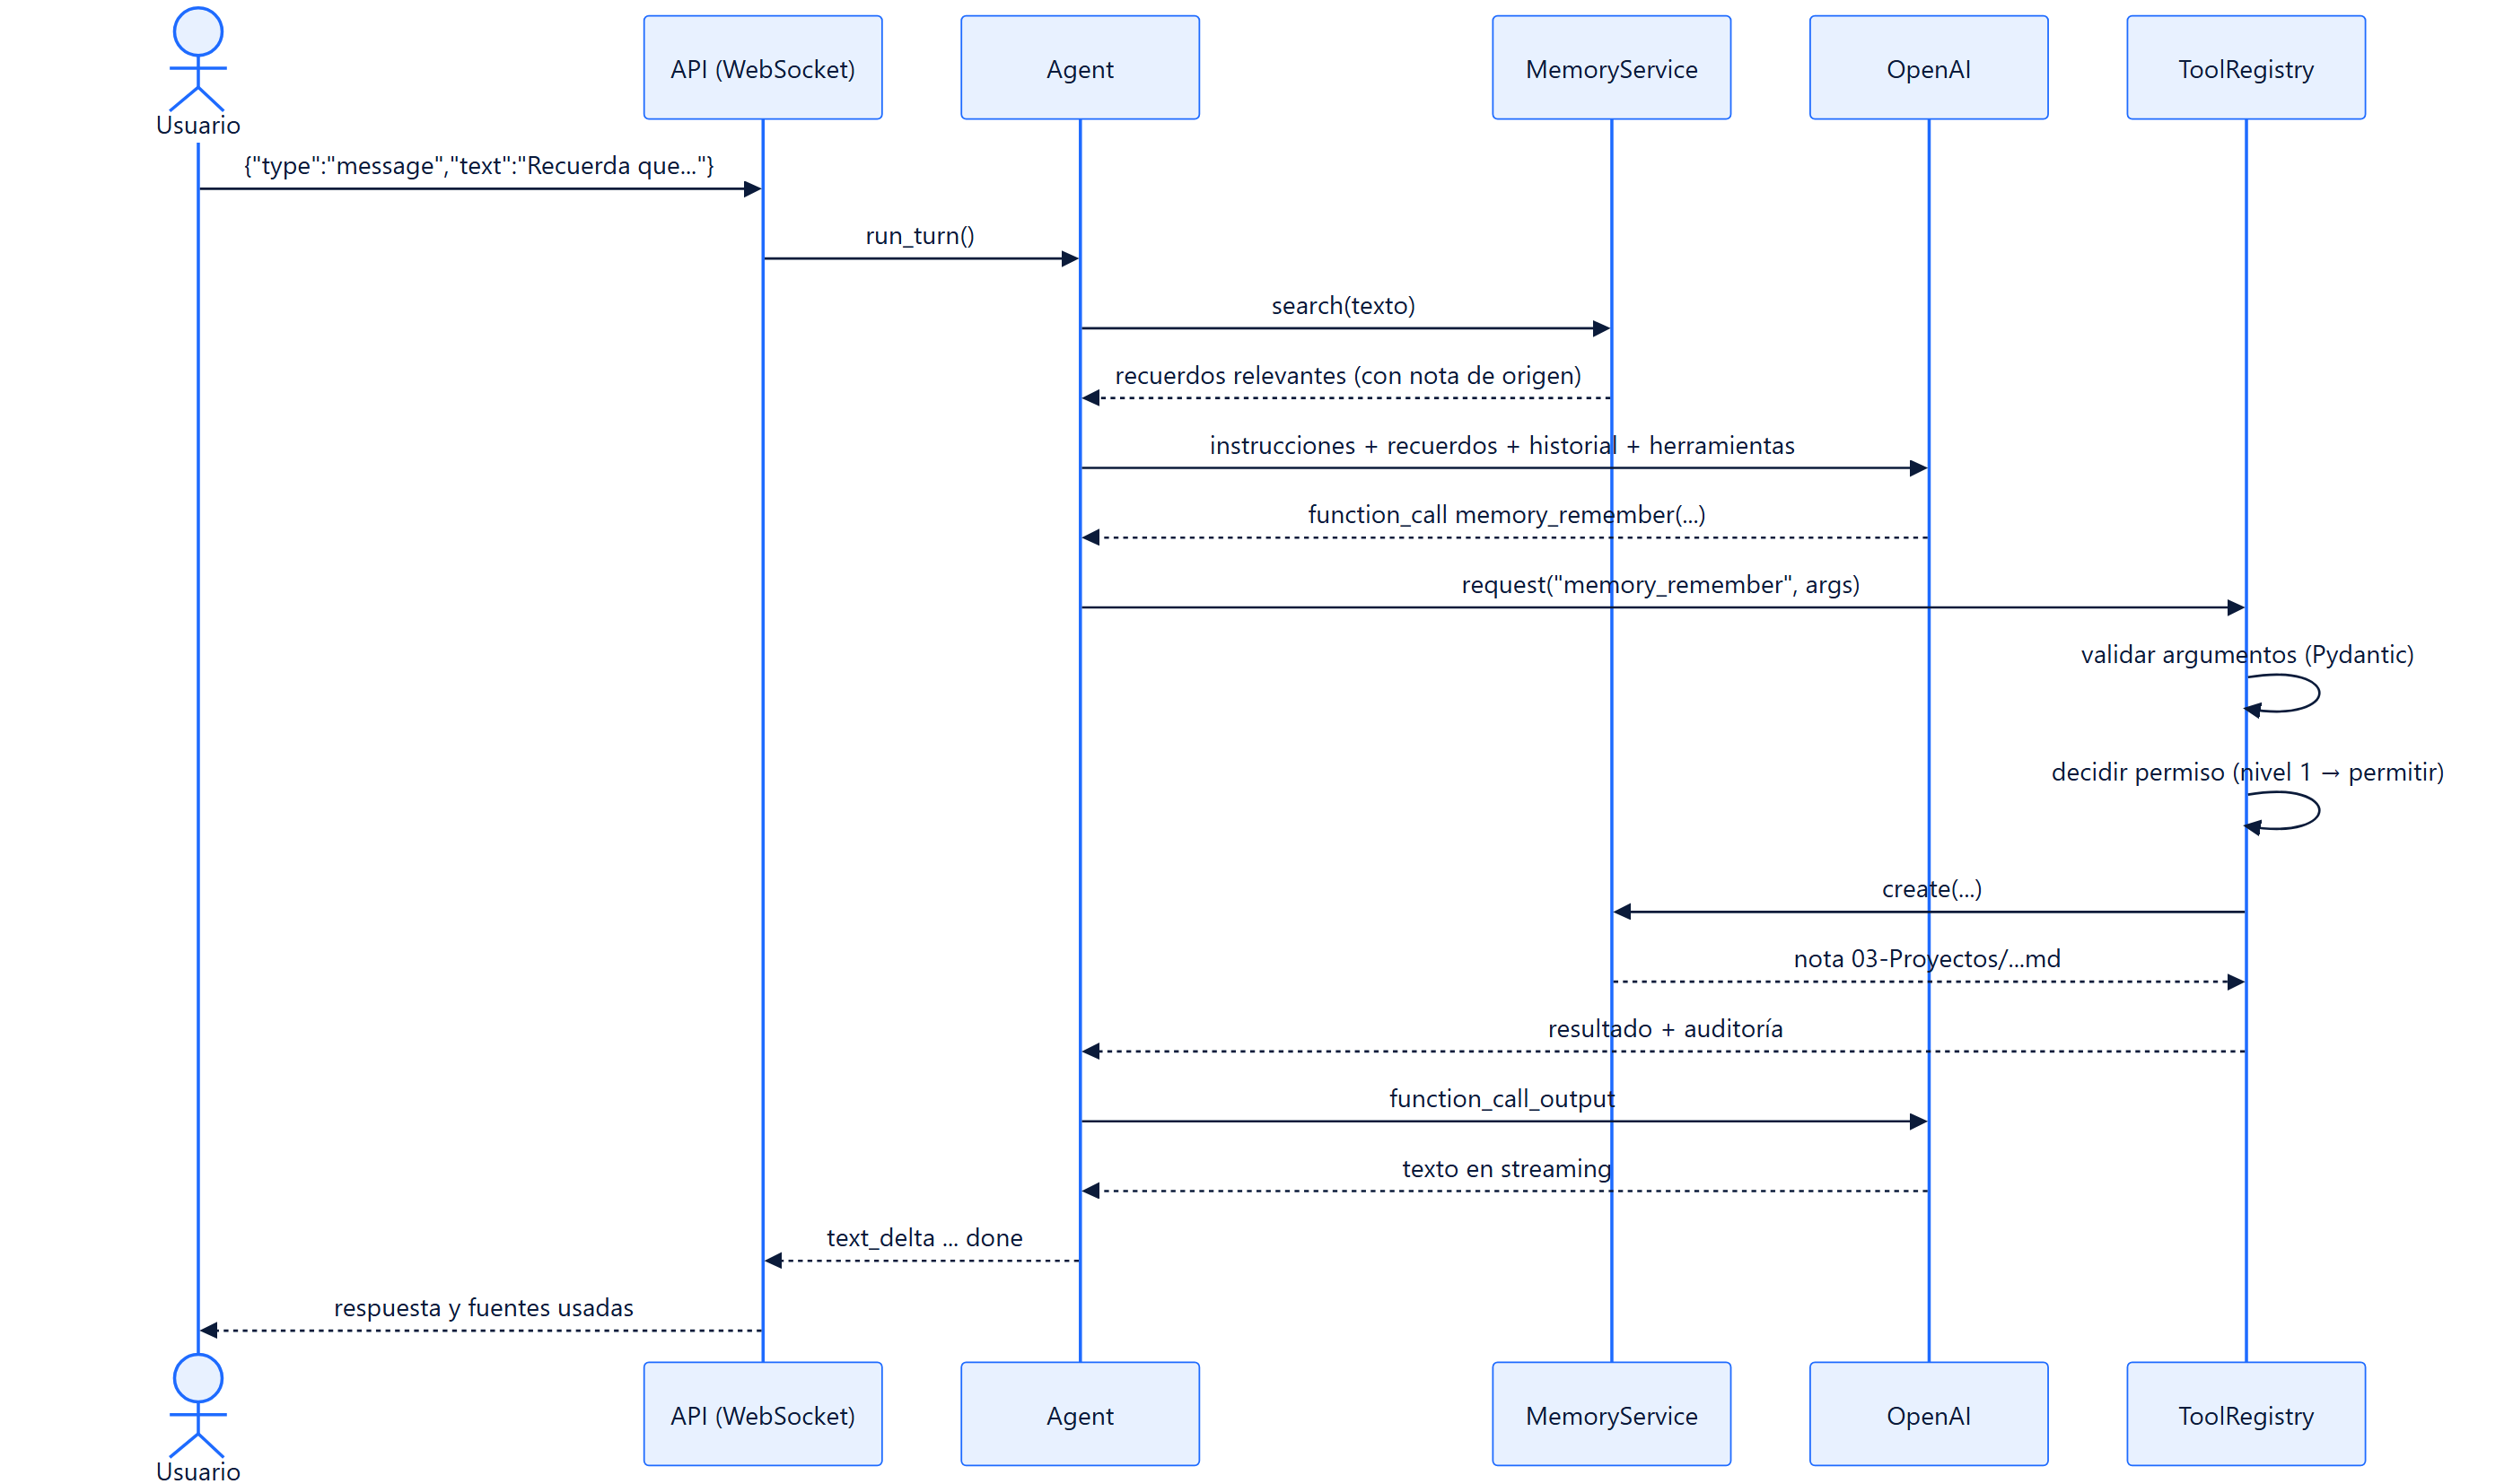 API (WebSocket)
Agent
MemoryService
OpenAI
ToolRegistry
Usuario
{"type":"message","text":"Recuerda que..."}
run_turn()
search(texto)
recuerdos relevantes (con nota de origen)
instrucciones + recuerdos + historial + herramientas
function_call memory_remember(...)
request("memory_remember", args)
validar argumentos (Pydantic)
decidir permiso (nivel 1 → permitir)
create(...)
nota 03-Proyectos/...md
resultado + auditoría
function_call_output
texto en streaming
text_delta ... done
respuesta y fuentes usadas
API (WebSocket)
Agent
MemoryService
OpenAI
ToolRegistry
Usuario